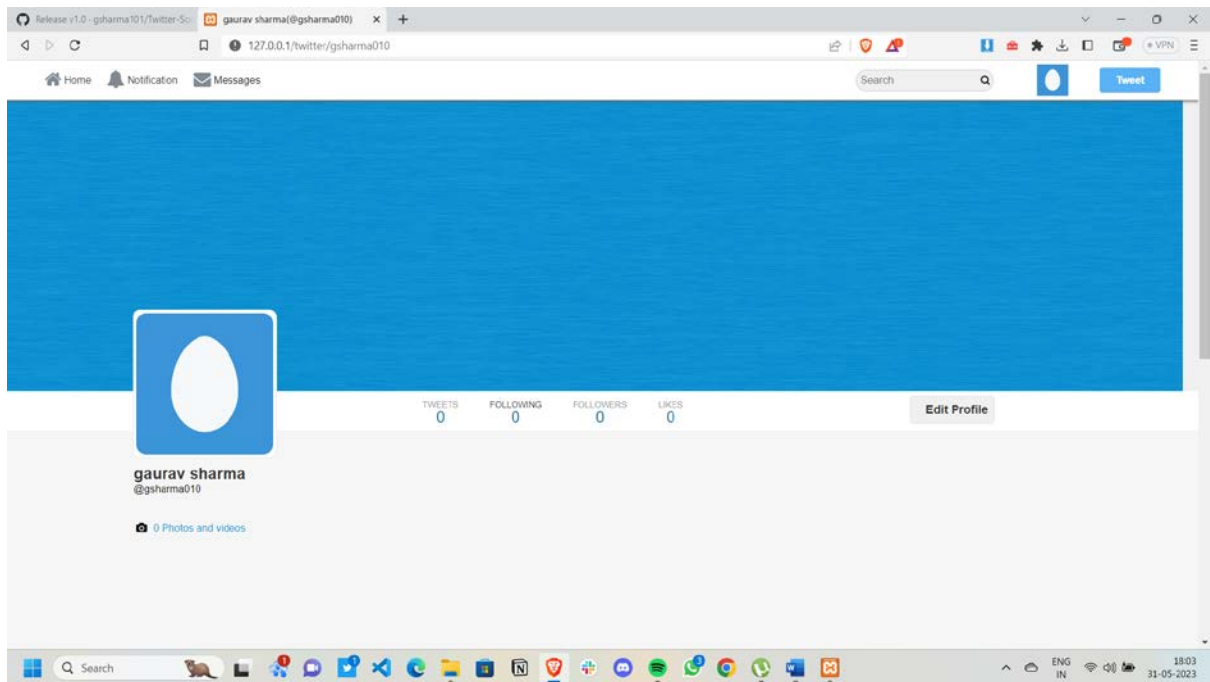 Release v1.0 - gsharma101/Twitter-So
gaurav sharma(@gsharma010)
127.0.0.1/twitter/gsharma010
VPN
Home Notification Messages
Search
Tweet
TWEETS FOLLOWING FOLLOWERS LIKES
0 0 0 0
Edit Profile
gaurav sharma
@gsharma010
0 Photos and videos
Search
ENG
IN
18:03
31-05-2023